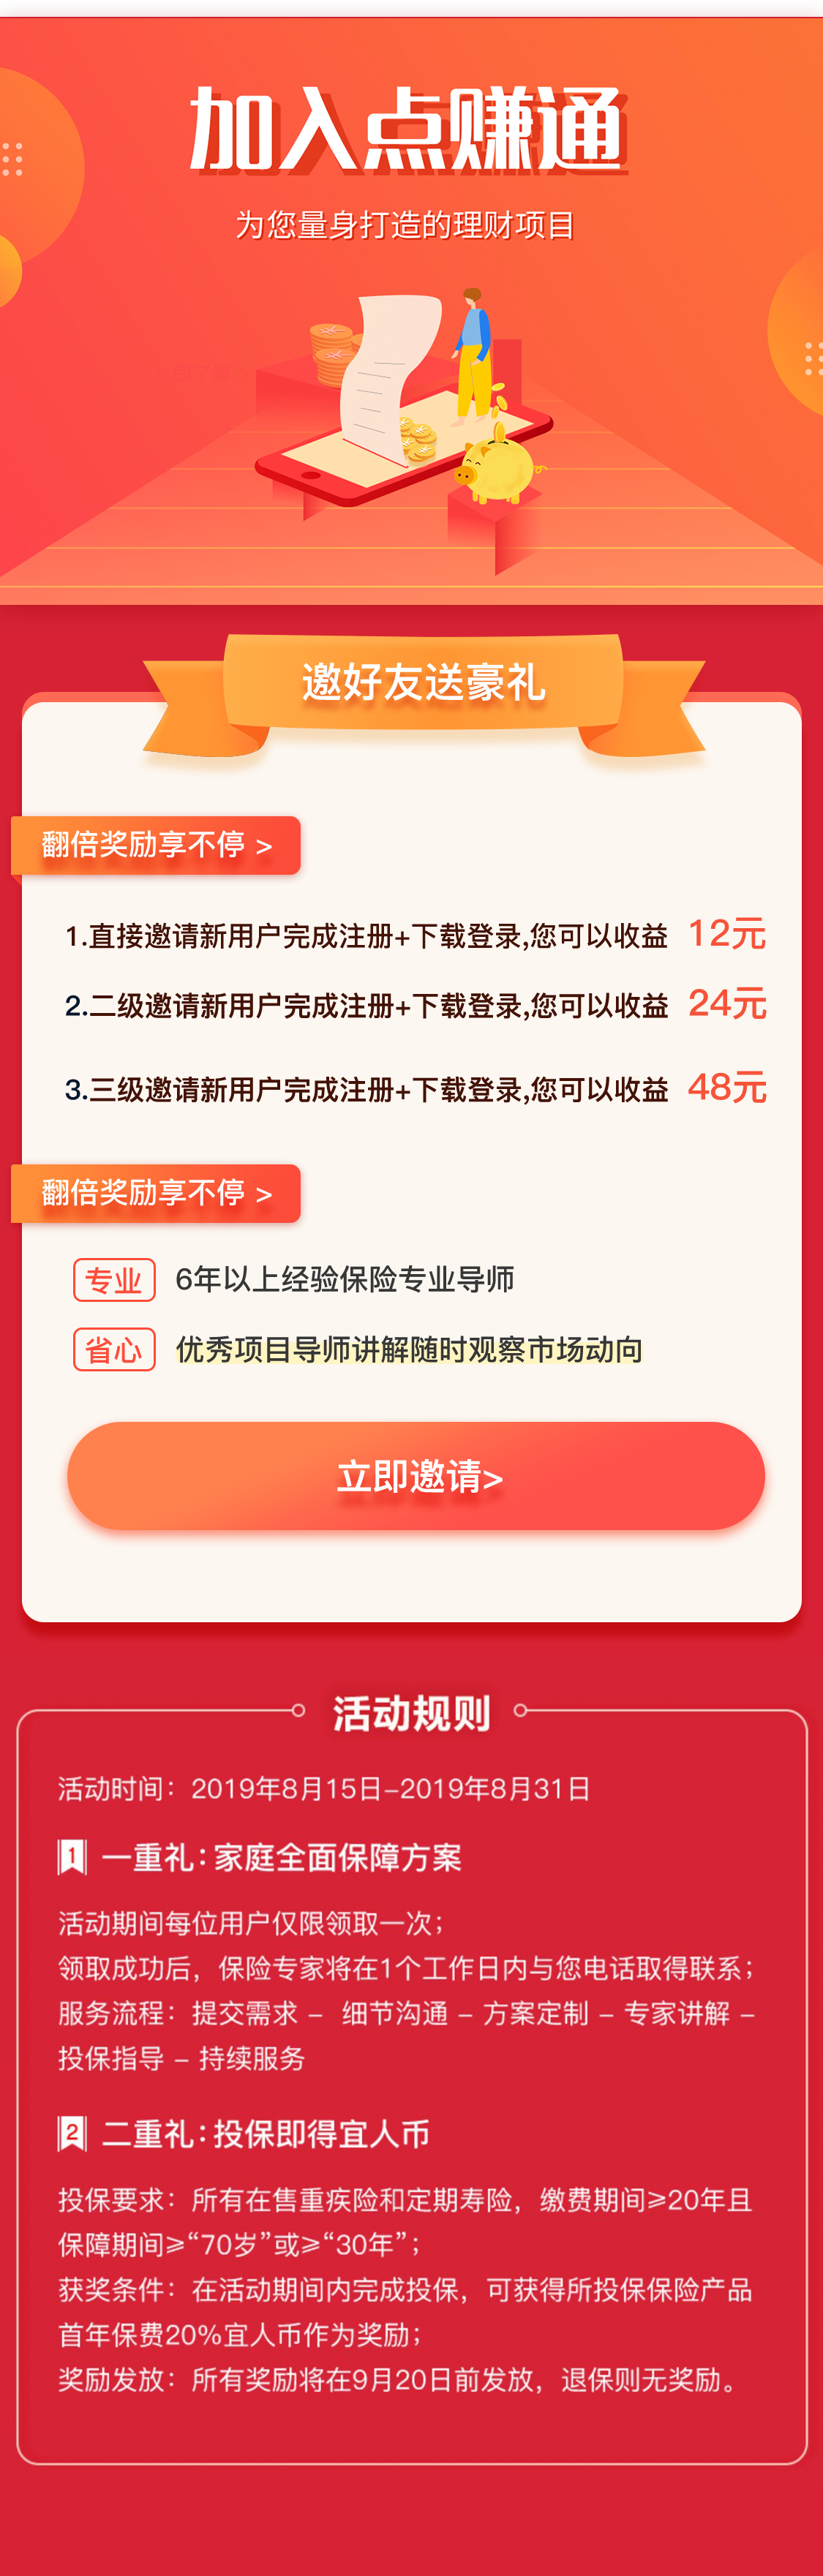 加入点赚通
为您量身打造的理财项目
邀好友送豪礼
翻倍奖励享不停 >
1.直接邀请新用户完成注册+下载登录,您可以收益 12元
2.二级邀请新用户完成注册+下载登录,您可以收益 24元
3.三级邀请新用户完成注册+下载登录,您可以收益 48元
翻倍奖励享不停 >
专业 6年以上经验保险专业导师
省心 优秀项目导师讲解随时观察市场动向
立即邀请>
活动规则
活动时间：2019年8月15日-2019年8月31日
1 一重礼：家庭全面保障方案
活动期间每位用户仅限领取一次；
领取成功后，保险专家将在1个工作日内与您电话取得联系；
服务流程：提交需求 - 细节沟通 - 方案定制 - 专家讲解 -
投保指导 - 持续服务
2 二重礼：投保即得宜人币
投保要求：所有在售重疾险和定期寿险，缴费期间≥20年且
保障期间≥“70岁”或≥“30年”；
获奖条件：在活动期间内完成投保，可获得所投保保险产品
首年保费20%宜人币作为奖励；
奖励发放：所有奖励将在9月20日前发放，退保则无奖励。